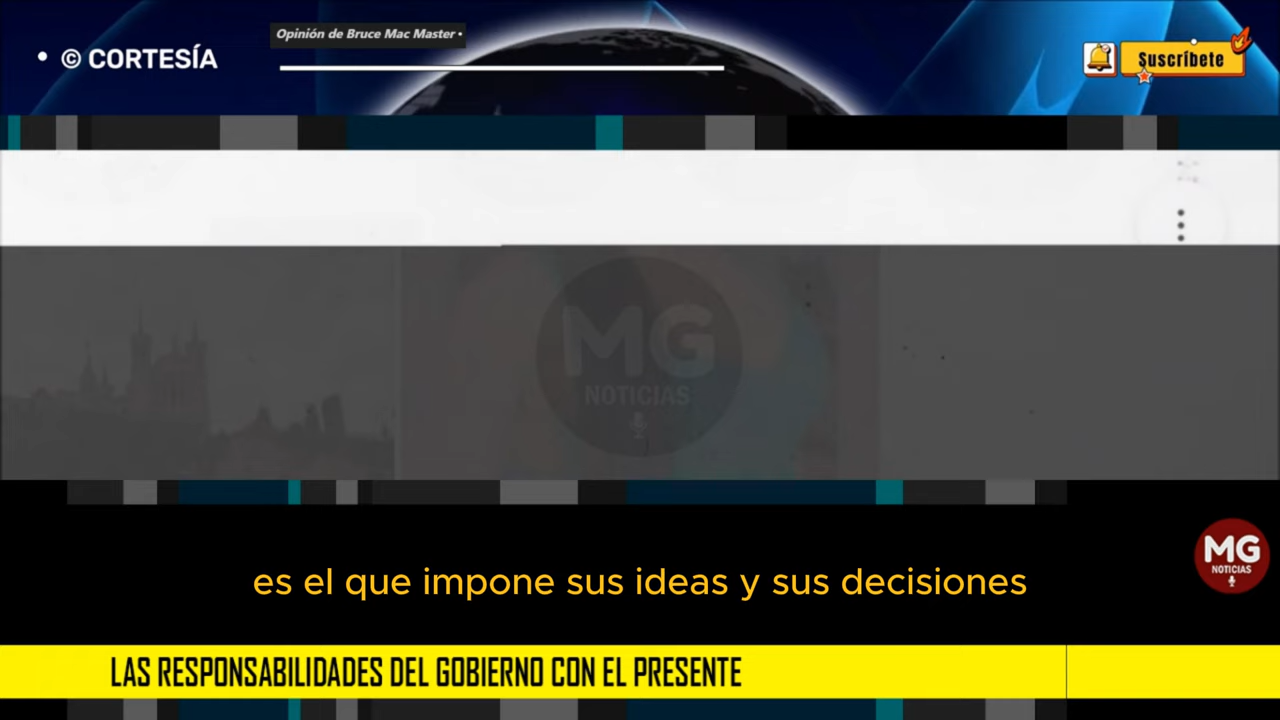 Opinión de Bruce Mac Master •
• © CORTESÍA
Suscríbete
MG
NOTICIAS
MG
NOTICIAS
es el que impone sus ideas y sus decisiones
LAS RESPONSABILIDADES DEL GOBIERNO CON EL PRESENTE